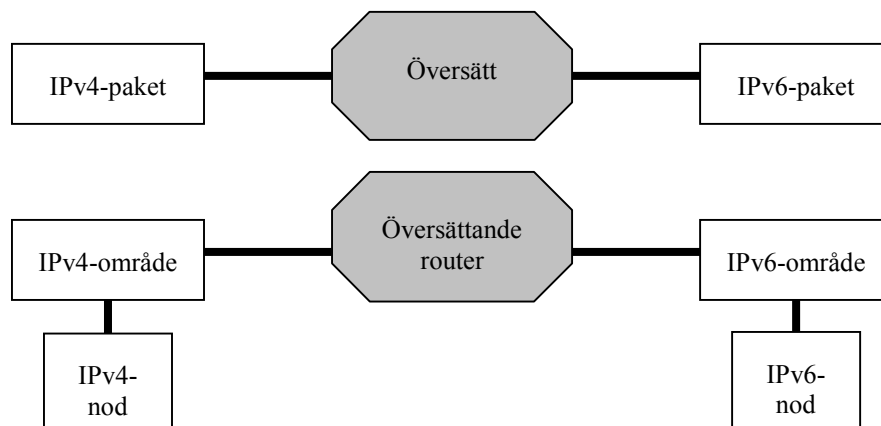 IPv4-paket
Översätt
IPv6-paket
IPv4-område
Översättande
router
IPv6-område
IPv4-
nod
IPv6-
nod